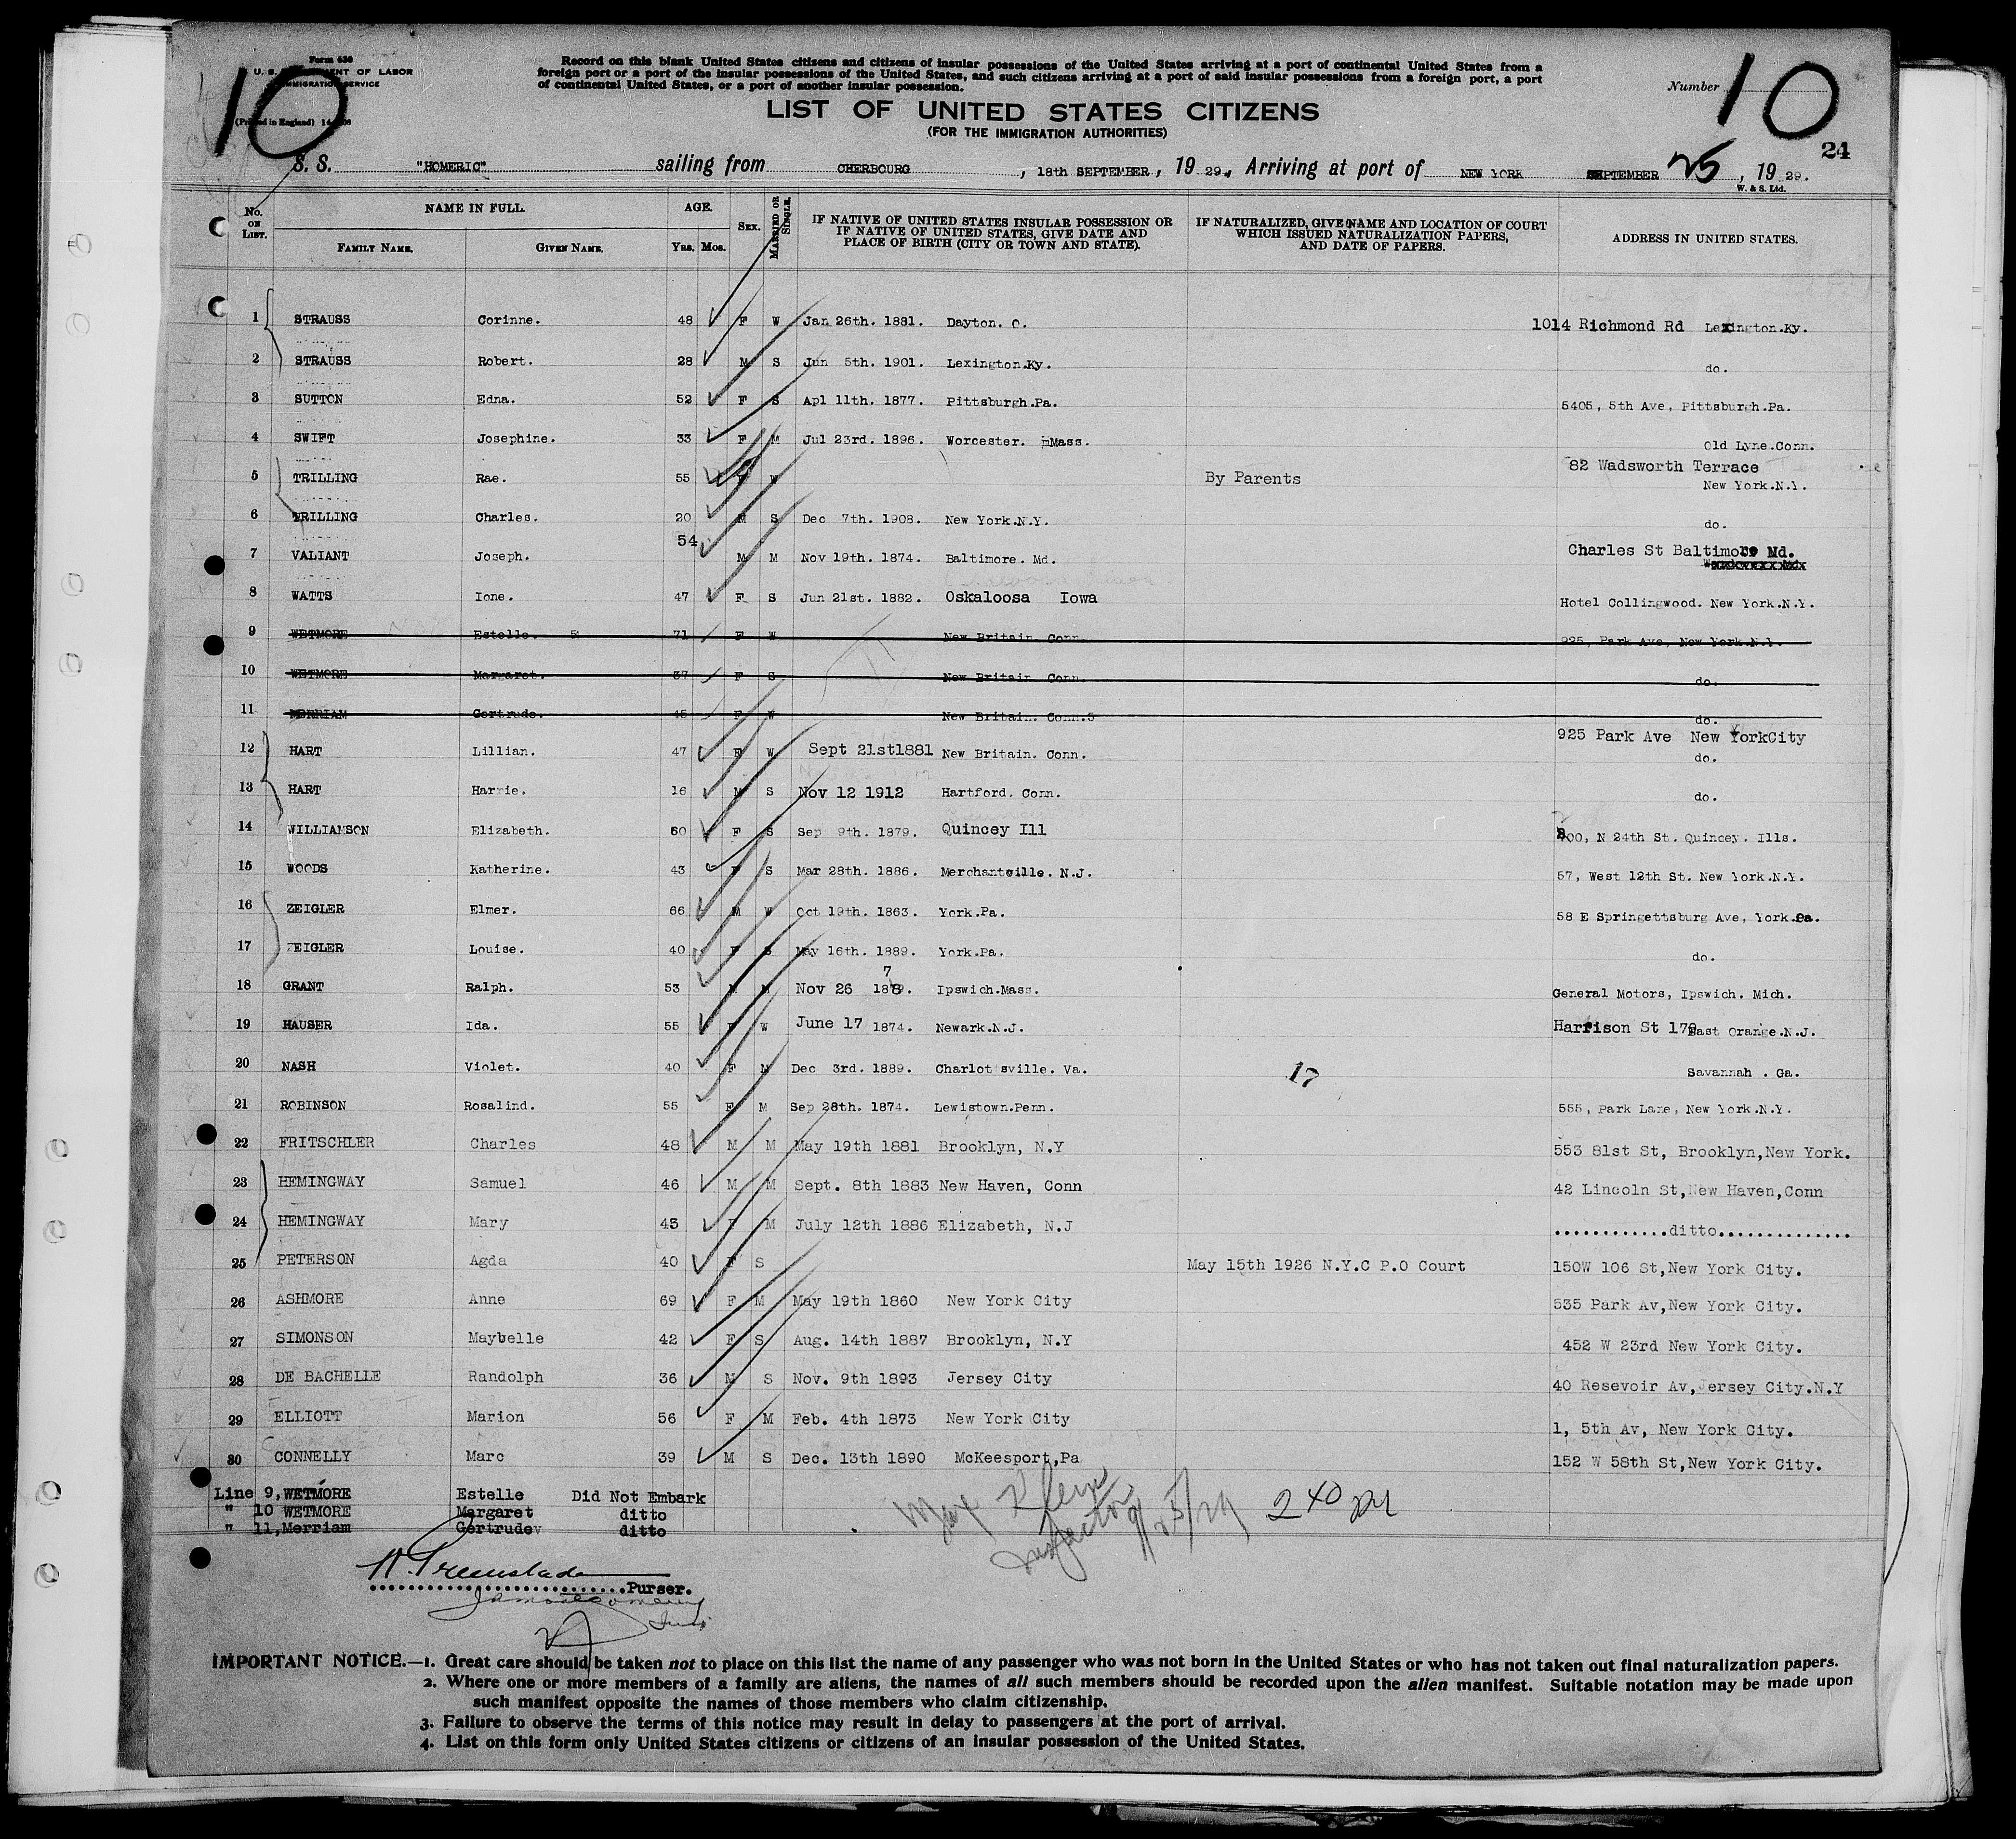 Form 630
U. S. DEPARTMENT OF LABOR
IMMIGRATION SERVICE
(Printed in England)
10
Record on this blank United States citizens and citizens of insular possessions of the United States arriving at a port of continental United States from a
foreign port or a port of the insular possessions of the United States, and such citizens arriving at a port of said insular possessions from a foreign port, a port
of continental United States, or a port of another insular possession.
LIST OF UNITED STATES CITIZENS
(FOR THE IMMIGRATION AUTHORITIES)
Number 10
24
S. S. "HOMERIC" sailing from CHERBOURG, 18th SEPTEMBER, 1929., Arriving at port of NEW YORK SEPTEMBER 25, 1929.
W. & S. Ltd.
No. ON LIST. NAME IN FULL. AGE. SEX. MARRIED OR SINGLE. IF NATIVE OF UNITED STATES INSULAR POSSESSION OR IF NATIVE OF UNITED STATES, GIVE DATE AND PLACE OF BIRTH (CITY OR TOWN AND STATE). IF NATURALIZED, GIVE NAME AND LOCATION OF COURT WHICH ISSUED NATURALIZATION PAPERS, AND DATE OF PAPERS. ADDRESS IN UNITED STATES.
FAMILY NAME. GIVEN NAME. YRS. MOS.
1 STRAUSS Corinne. 48 F W Jan 26th. 1881. Dayton. O. 1014 Richmond Rd Lexington.Ky.
2 STRAUSS Robert. 28 M S Jun 5th. 1901. Lexington.Ky. do.
3 SUTTON Edna. 52 F S Apl 11th. 1877. Pittsburgh.Pa. 5405, 5th Ave, Pittsburgh.Pa.
4 SWIFT Josephine. 33 F M Jul 23rd. 1896. Worcester. Mass. Old Lyne.Conn.
5 TRILLING Rae. 55 F W By Parents 82 Wadsworth Terrace New York.N.Y.
6 TRILLING Charles. 20 M S Dec 7th. 1908. New York.N.Y. do.
7 VALIANT Joseph. 54 M M Nov 19th. 1874. Baltimore. Md. Charles St Baltimore Md.
8 WATTS Ione. 47 F S Jun 21st. 1882. Oskaloosa Iowa Hotel Collingwood. New York.N.Y.
9 WETMORE Estelle. 71 F W New Britain. Conn. 925, Park Ave, New York.N.Y.
10 WETMORE Margaret. 37 F S New Britain. Conn. do.
11 MERRIAM Gertrude. 45 F W New Britain. Conn. do.
12 HART Lillian. 47 F W Sept 21st1881 New Britain. Conn. 925 Park Ave New YorkCity do.
13 HART Harrie. 16 M S Nov 12 1912 Hartford. Conn. do.
14 WILLIAMSON Elizabeth. 50 F S Sep 9th. 1879. Quincey Ill 00, N 24th St. Quincey. Ills.
15 WOODS Katherine. 43 F S Mar 28th. 1886. Merchantville. N.J. 57, West 12th St. New York.N.Y.
16 ZEIGLER Elmer. 66 M W Oct 19th. 1863. York.Pa. 58 E Springettsburg Ave, York.Pa.
17 ZEIGLER Louise. 40 F S May 16th. 1889. York.Pa. do.
18 GRANT Ralph. 53 M M Nov 26 187 . Ipswich.Mass. General Motors, Ipswich. Mich.
19 HAUSER Ida. 55 F W June 17 1874. Newark.N.J. Harrison St 179 East Orange.N.J.
20 NASH Violet. 40 F M Dec 3rd. 1889. Charlot sville. Va. 17 Savannah . Ga.
21 ROBINSON Rosalind. 55 F M Sep 28th. 1874. Lewistown.Penn. 555, Park Lane, New York.N.Y.
22 FRITSCHLER Charles 48 M M May 19th 1881 Brooklyn, N.Y 553 81st St, Brooklyn,New York.
23 HEMINGWAY Samuel 46 M M Sept. 8th 1883 New Haven, Conn 42 Lincoln St,New Haven,Conn
24 HEMINGWAY Mary 43 F M July 12th 1886 Elizabeth, N.J ............ditto..............
25 PETERSON Agda 40 F S May 15th 1926 N.Y.C P.O Court 150W 106 St,New York City.
26 ASHMORE Anne 69 F M May 19th 1860 New York City 535 Park Av,New York City.
27 SIMONSON Maybelle 42 F S Aug. 14th 1887 Brooklyn, N.Y 452 W 23rd New York City.
28 DE BACHELLE Randolph 36 M S Nov. 9th 1893 Jersey City 40 Resevoir Av,Jersey City.N.Y
29 ELLIOTT Marion 56 F M Feb. 4th 1873 New York City 1, 5th Av, New York City.
30 CONNELLY Marc 39 M S Dec. 13th 1890 McKeesport,Pa 152 W 58th St,New York City.
Line 9, WETMORE Estelle Did Not Embark
" 10 WETMORE Margaret ditto
" 11, Merriam Gertrude ditto
Max Klein
Inspector 9/25/29
.............................Purser.
IMPORTANT NOTICE.—1. Great care should be taken not to place on this list the name of any passenger who was not born in the United States or who has not taken out final naturalization papers.
2. Where one or more members of a family are aliens, the names of all such members should be recorded upon the alien manifest. Suitable notation may be made upon
such manifest opposite the names of those members who claim citizenship.
3. Failure to observe the terms of this notice may result in delay to passengers at the port of arrival.
4. List on this form only United States citizens or citizens of an insular possession of the United States.